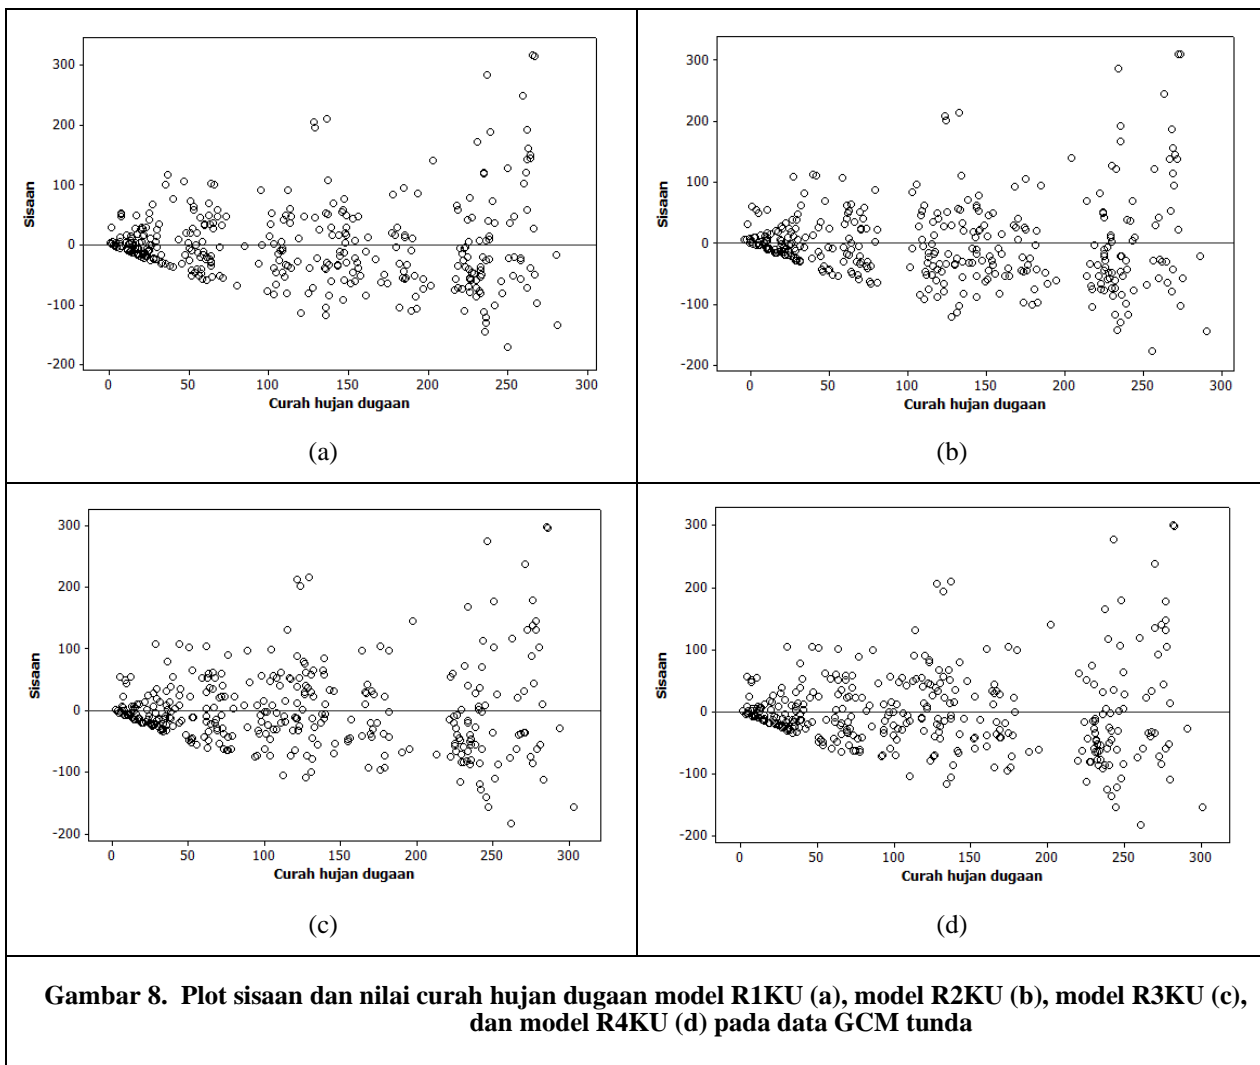 300
200
100
0
-100
-200
Sisaan
0 50 100 150 200 250 300
Curah hujan dugaan
(a)
300
200
100
0
-100
-200
Sisaan
0 50 100 150 200 250 300
Curah hujan dugaan
(b)
300
200
100
0
-100
-200
Sisaan
0 50 100 150 200 250 300
Curah hujan dugaan
(c)
300
200
100
0
-100
-200
Sisaan
0 50 100 150 200 250 300
Curah hujan dugaan
(d)
Gambar 8. Plot sisaan dan nilai curah hujan dugaan model R1KU (a), model R2KU (b), model R3KU (c),
dan model R4KU (d) pada data GCM tunda